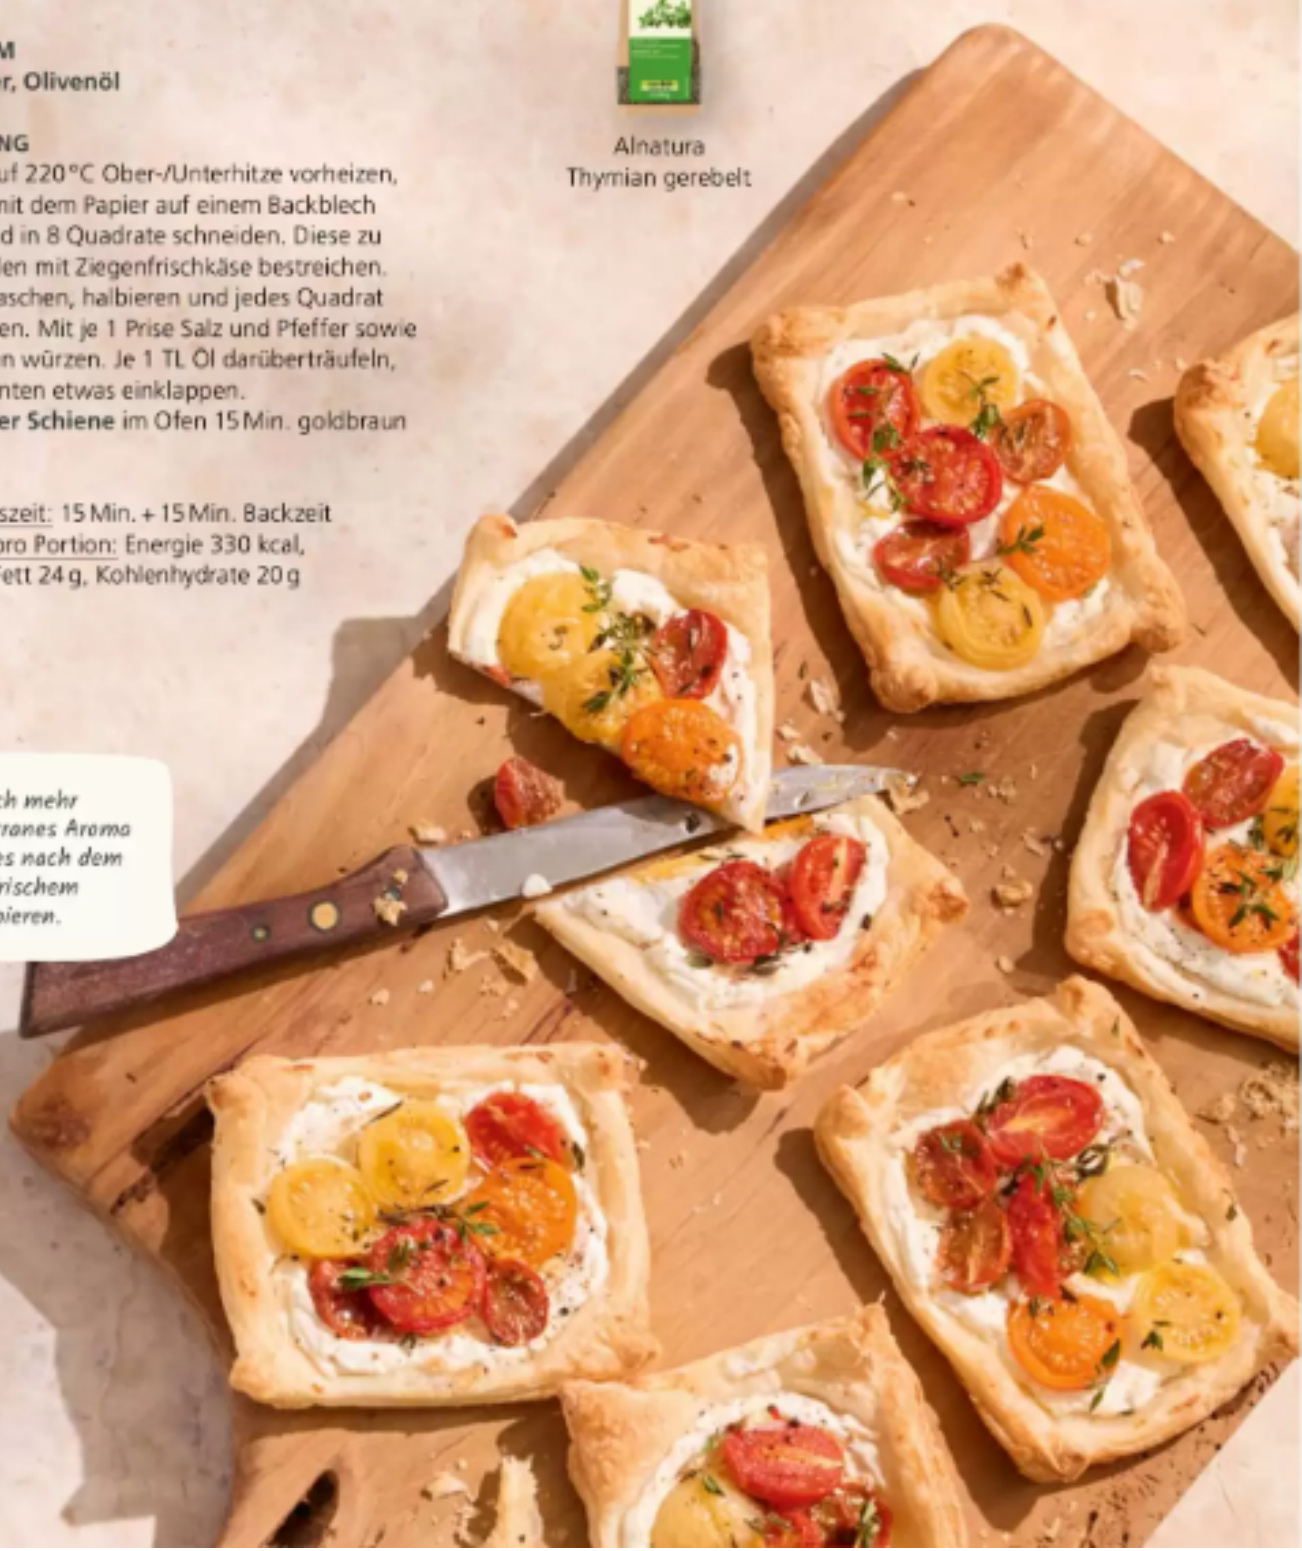 M
r, Olivenöl
NG
uf 220 °C Ober-/Unterhitze vorheizen,
mit dem Papier auf einem Backblech
d in 8 Quadrate schneiden. Diese zu
den mit Ziegenfrischkäse bestreichen.
aschen, halbieren und jedes Quadrat
en. Mit je 1 Prise Salz und Pfeffer sowie
n würzen. Je 1 TL Öl darüberträufeln,
nten etwas einklappen.
er Schiene im Ofen 15 Min. goldbraun
szeit: 15 Min. + 15 Min. Backzeit
pro Portion: Energie 330 kcal,
Fett 24 g, Kohlenhydrate 20 g
ch mehr
rranes Aroma
es nach dem
rischem
bieren.
Alnatura
Thymian gerebelt